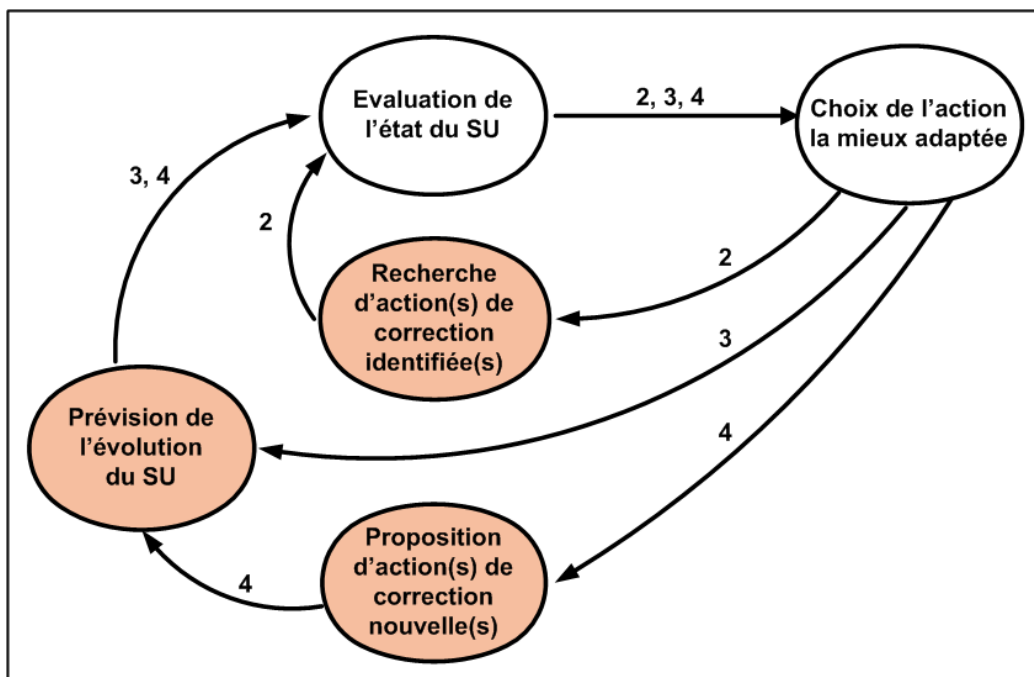 Evaluation de
l'état du SU
2, 3, 4
Choix de l'action
la mieux adaptée
3, 4
2
Recherche
d'action(s) de
correction
identifiée(s)
2
3
Prévision de
l'évolution
du SU
4
Proposition
d'action(s) de
correction
nouvelle(s)
4